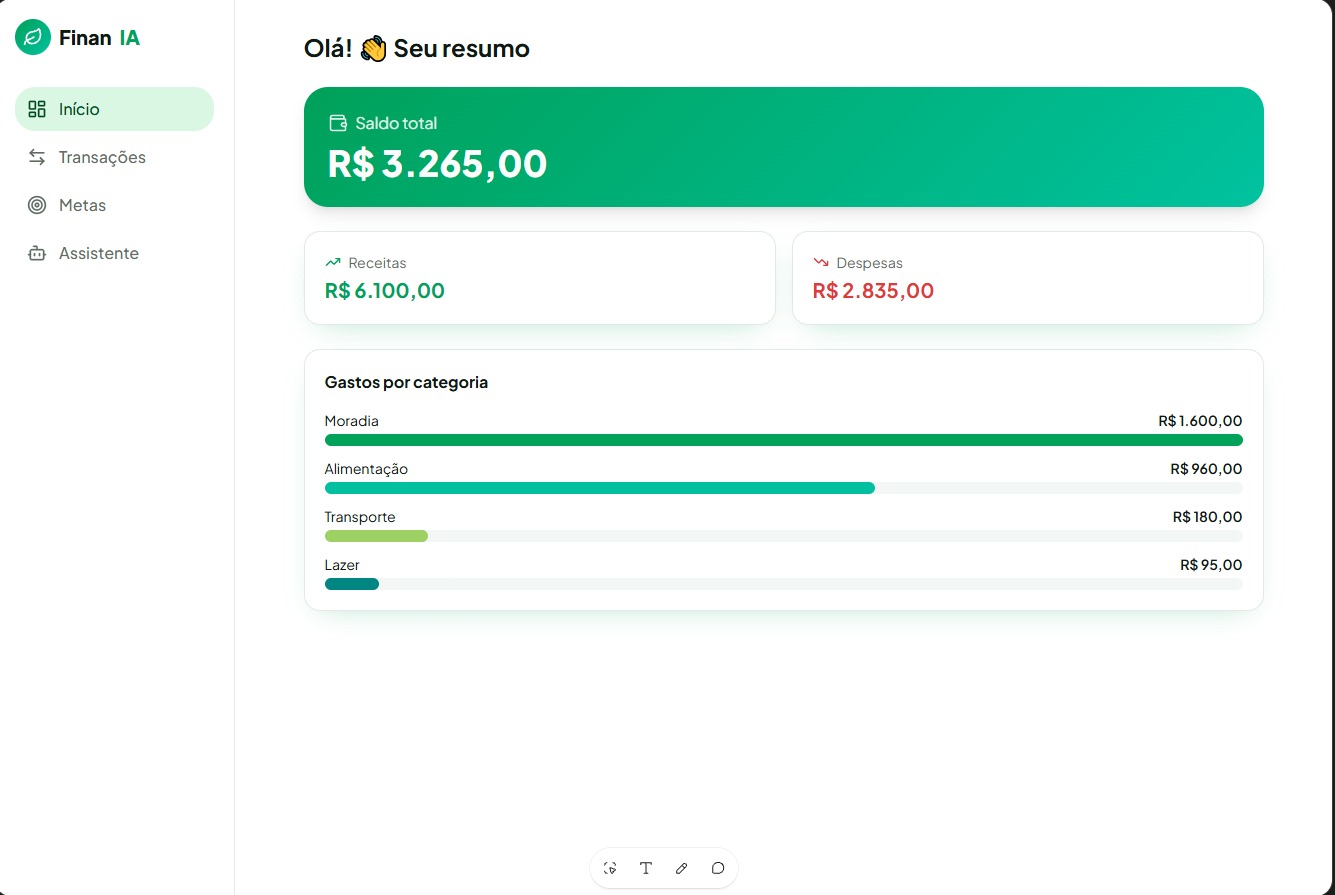 Finan IA
Início
Transações
Metas
Assistente
Olá! 👋 Seu resumo
Saldo total
R$ 3.265,00
Receitas
R$ 6.100,00
Despesas
R$ 2.835,00
Gastos por categoria
Moradia R$ 1.600,00
Alimentação R$ 960,00
Transporte R$ 180,00
Lazer R$ 95,00